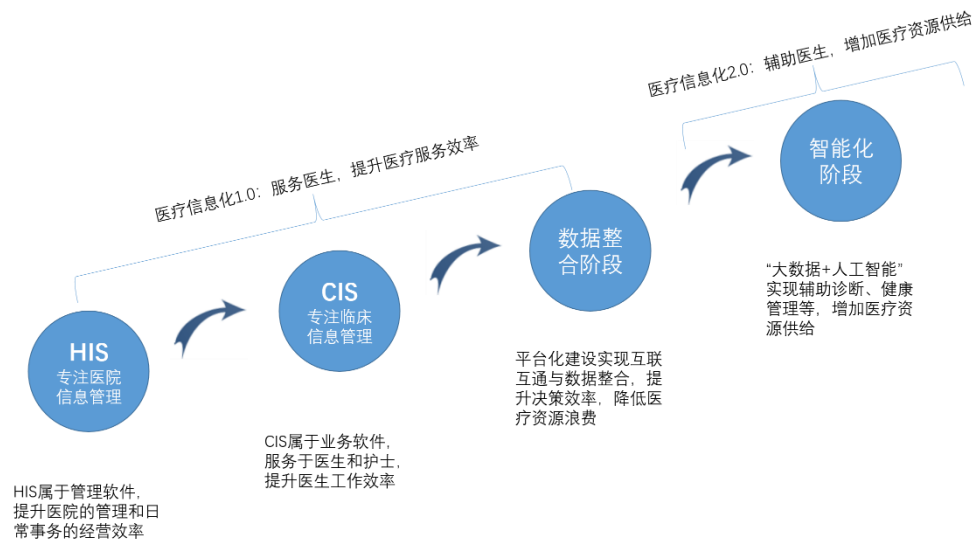 医疗信息化2.0：辅助医生，增加医疗资源供给
医疗信息化1.0：服务医生，提升医疗服务效率
HIS
专注医院
信息管理
HIS属于管理软件，
提升医院的管理和日
常事务的经营效率
CIS
专注临床
信息管理
CIS属于业务软件，
服务于医生和护士，
提升医生工作效率
数据整
合阶段
平台化建设实现互联
互通与数据整合，提
升决策效率，降低医
疗资源浪费
智能化
阶段
“大数据+人工智能”
实现辅助诊断、健康
管理等，增加医疗资
源供给